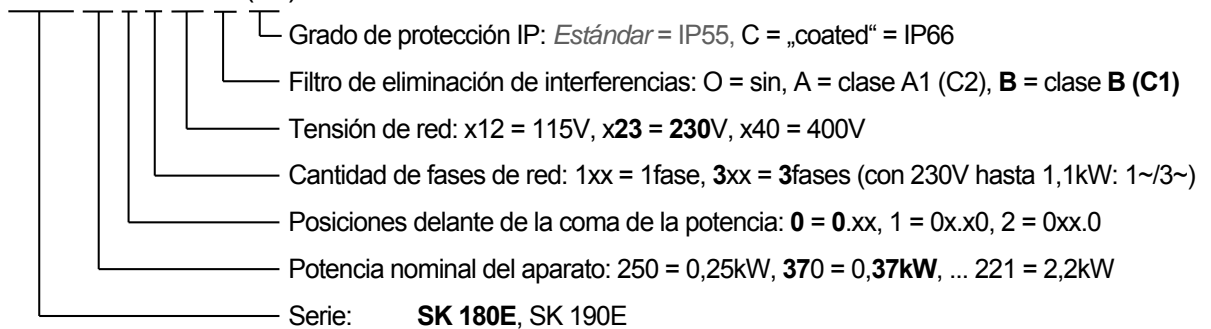 Grado de protección IP: Estándar = IP55, C = „coated“ = IP66
Filtro de eliminación de interferencias: O = sin, A = clase A1 (C2), B = clase B (C1)
Tensión de red: x12 = 115V, x23 = 230V, x40 = 400V
Cantidad de fases de red: 1xx = 1fase, 3xx = 3fases (con 230V hasta 1,1kW: 1~/3~)
Posiciones delante de la coma de la potencia: 0 = 0.xx, 1 = 0x.x0, 2 = 0xx.0
Potencia nominal del aparato: 250 = 0,25kW, 370 = 0,37kW, ... 221 = 2,2kW
Serie: SK 180E, SK 190E